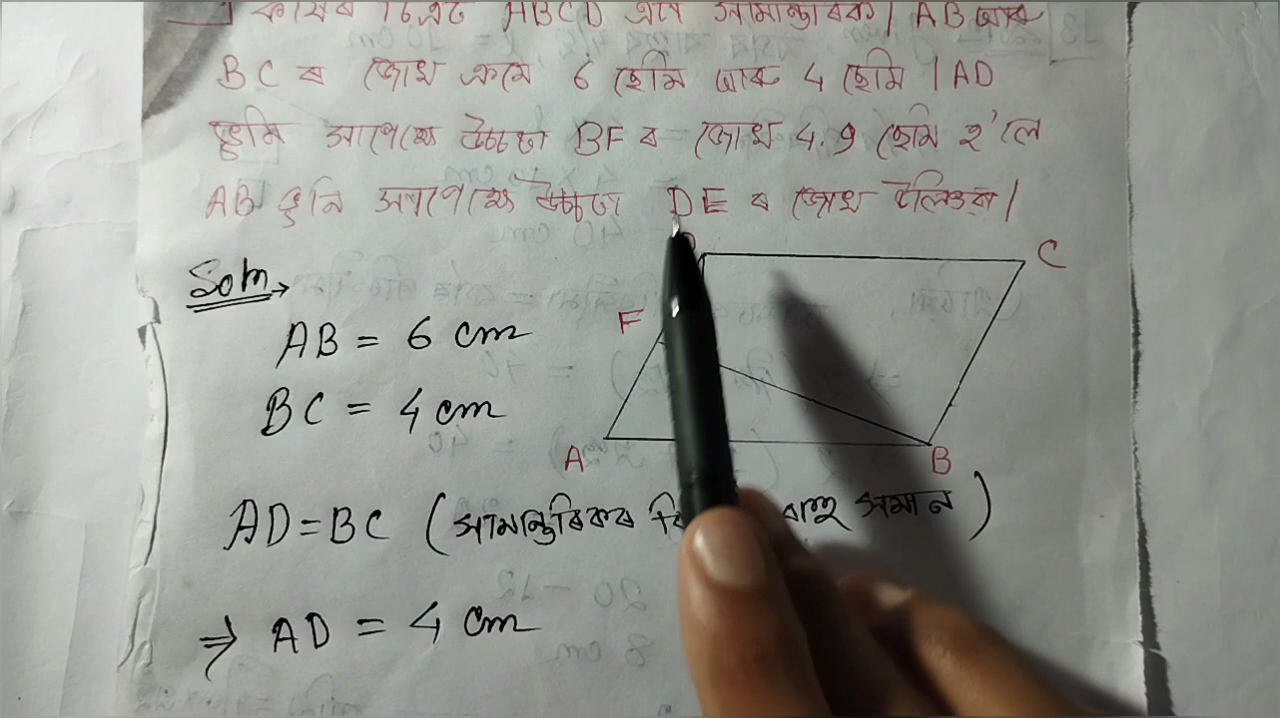 কাষৰ চিত্ৰত ABCD এটা সামান্তৰিক। AB আৰু
BC ৰ জোখ ক্ৰমে 6 ছেমি আৰু 4 ছেমি। AD
ভূমি সাপেক্ষে উচ্চতা BF ৰ জোখ 4.9 ছেমি হ'লে
AB ভূমি সাপেক্ষে উচ্চতা DE ৰ জোখ উলিওৱা।
Soln
C
AB = 6 cm
F
BC = 4 cm
A B
AD = BC (সামান্তৰিকৰ বাহু সমান)
⇒ AD = 4 cm